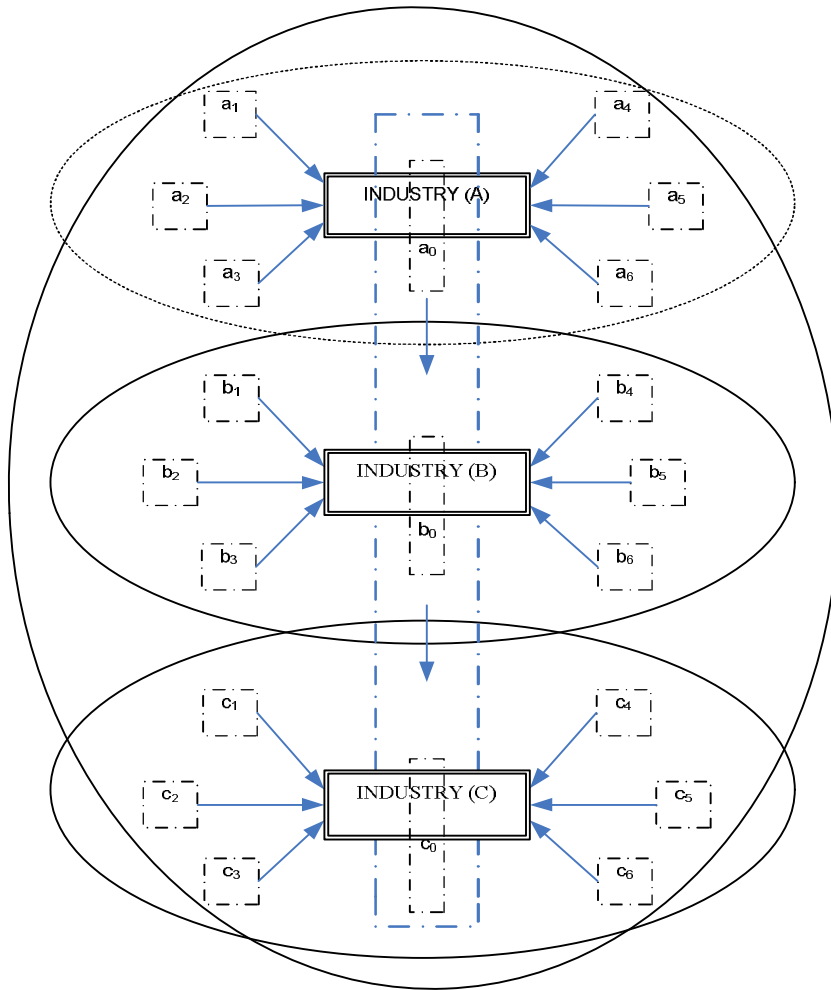 a1
a4
INDUSTRY (A)
a2
a5
a0
a3
a6
b1
b4
INDUSTRY (B)
b2
b5
b0
b3
b6
c1
c4
INDUSTRY (C)
c2
c5
c0
c3
c6